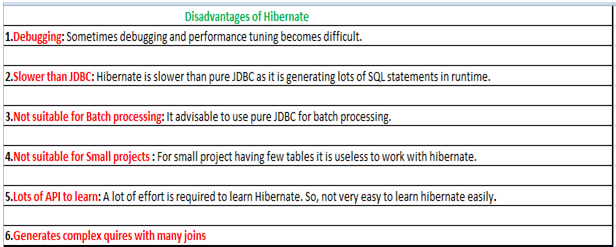 Disadvantages of Hibernate
1.Debugging: Sometimes debugging and performance tuning becomes difficult.
2.Slower than JDBC: Hibernate is slower than pure JDBC as it is generating lots of SQL statements in runtime.
3.Not suitable for Batch processing: It advisable to use pure JDBC for batch processing.
4.Not suitable for Small projects : For small project having few tables it is useless to work with hibernate.
5.Lots of API to learn: A lot of effort is required to learn Hibernate. So, not very easy to learn hibernate easily.
6.Generates complex quires with many joins